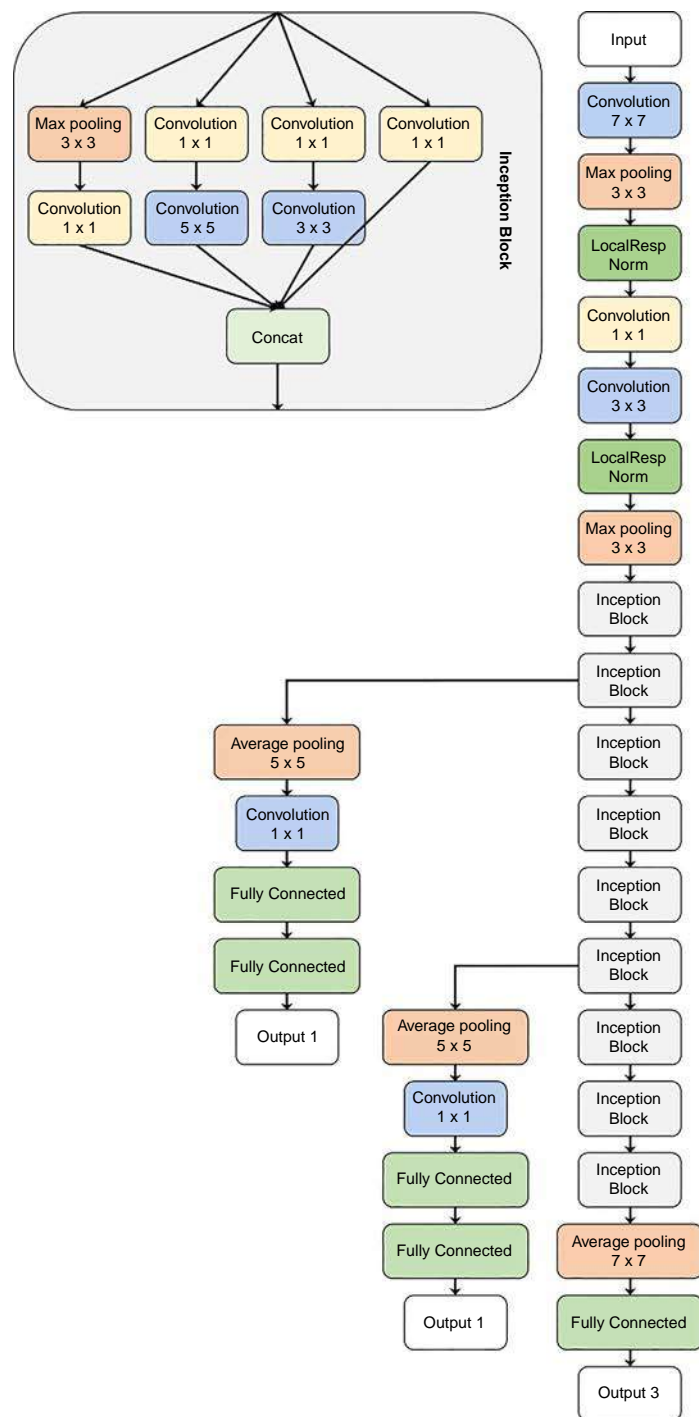 Max pooling
3 x 3
Convolution
1 x 1
Convolution
1 x 1
Convolution
1 x 1
Convolution
1 x 1
Convolution
5 x 5
Convolution
3 x 3
Concat
Inception Block
Input
Convolution
7 x 7
Max pooling
3 x 3
LocalResp
Norm
Convolution
1 x 1
Convolution
3 x 3
LocalResp
Norm
Max pooling
3 x 3
Inception
Block
Inception
Block
Inception
Block
Inception
Block
Inception
Block
Inception
Block
Inception
Block
Inception
Block
Inception
Block
Average pooling
7 x 7
Fully Connected
Output 3
Average pooling
5 x 5
Convolution
1 x 1
Fully Connected
Fully Connected
Output 1
Average pooling
5 x 5
Convolution
1 x 1
Fully Connected
Fully Connected
Output 1